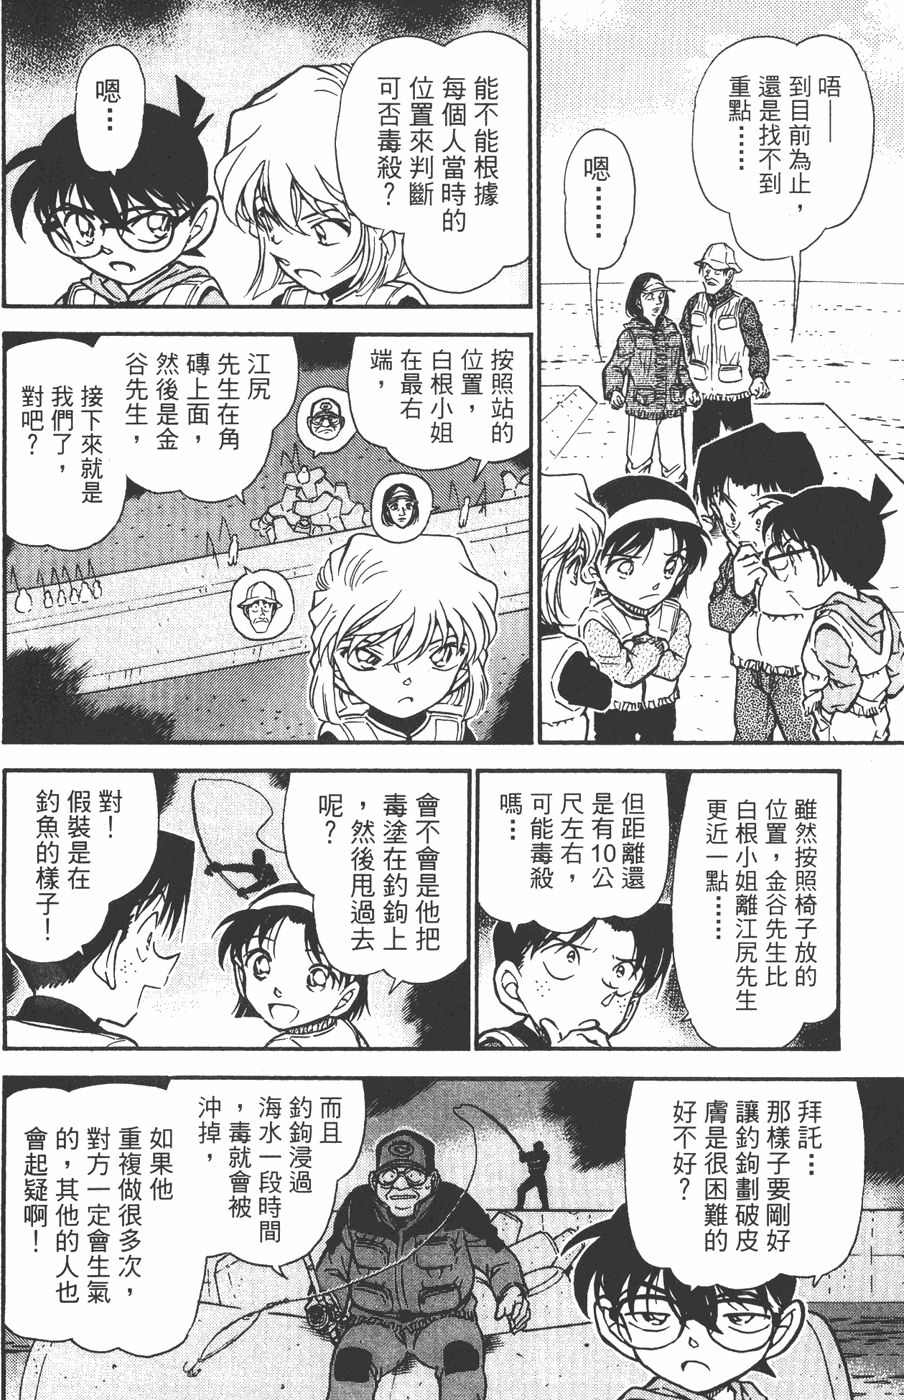 唔──
到目前為止，
還是找不到
重點……
嗯……
能不能根據
每個人當時的
位置來判斷
可否毒殺？
嗯…
按照站的
位置，
白根小姐
在最右
端，
江尻
先生在角
磚上面，
然後是金
谷先生，
接下來就是
我們了，
對吧？
雖然按照椅子放的
位置，金谷先生比
白根小姐離江尻先生
更近一點……
但距離還
是有10公
尺左右，
可能毒殺
嗎…
會不會是他把
毒塗在釣鉤上
，然後甩過去
呢？
對！
假裝是在
釣魚的樣子！
拜託…
那樣子要剛好
讓釣鉤劃破皮
膚是很困難的
好不好？
而且
釣鉤浸過
海水一段時間
，毒就會被
沖掉，
如果他
重複做很多次，
對方一定會生氣
的，其他的人也
會起疑啊！